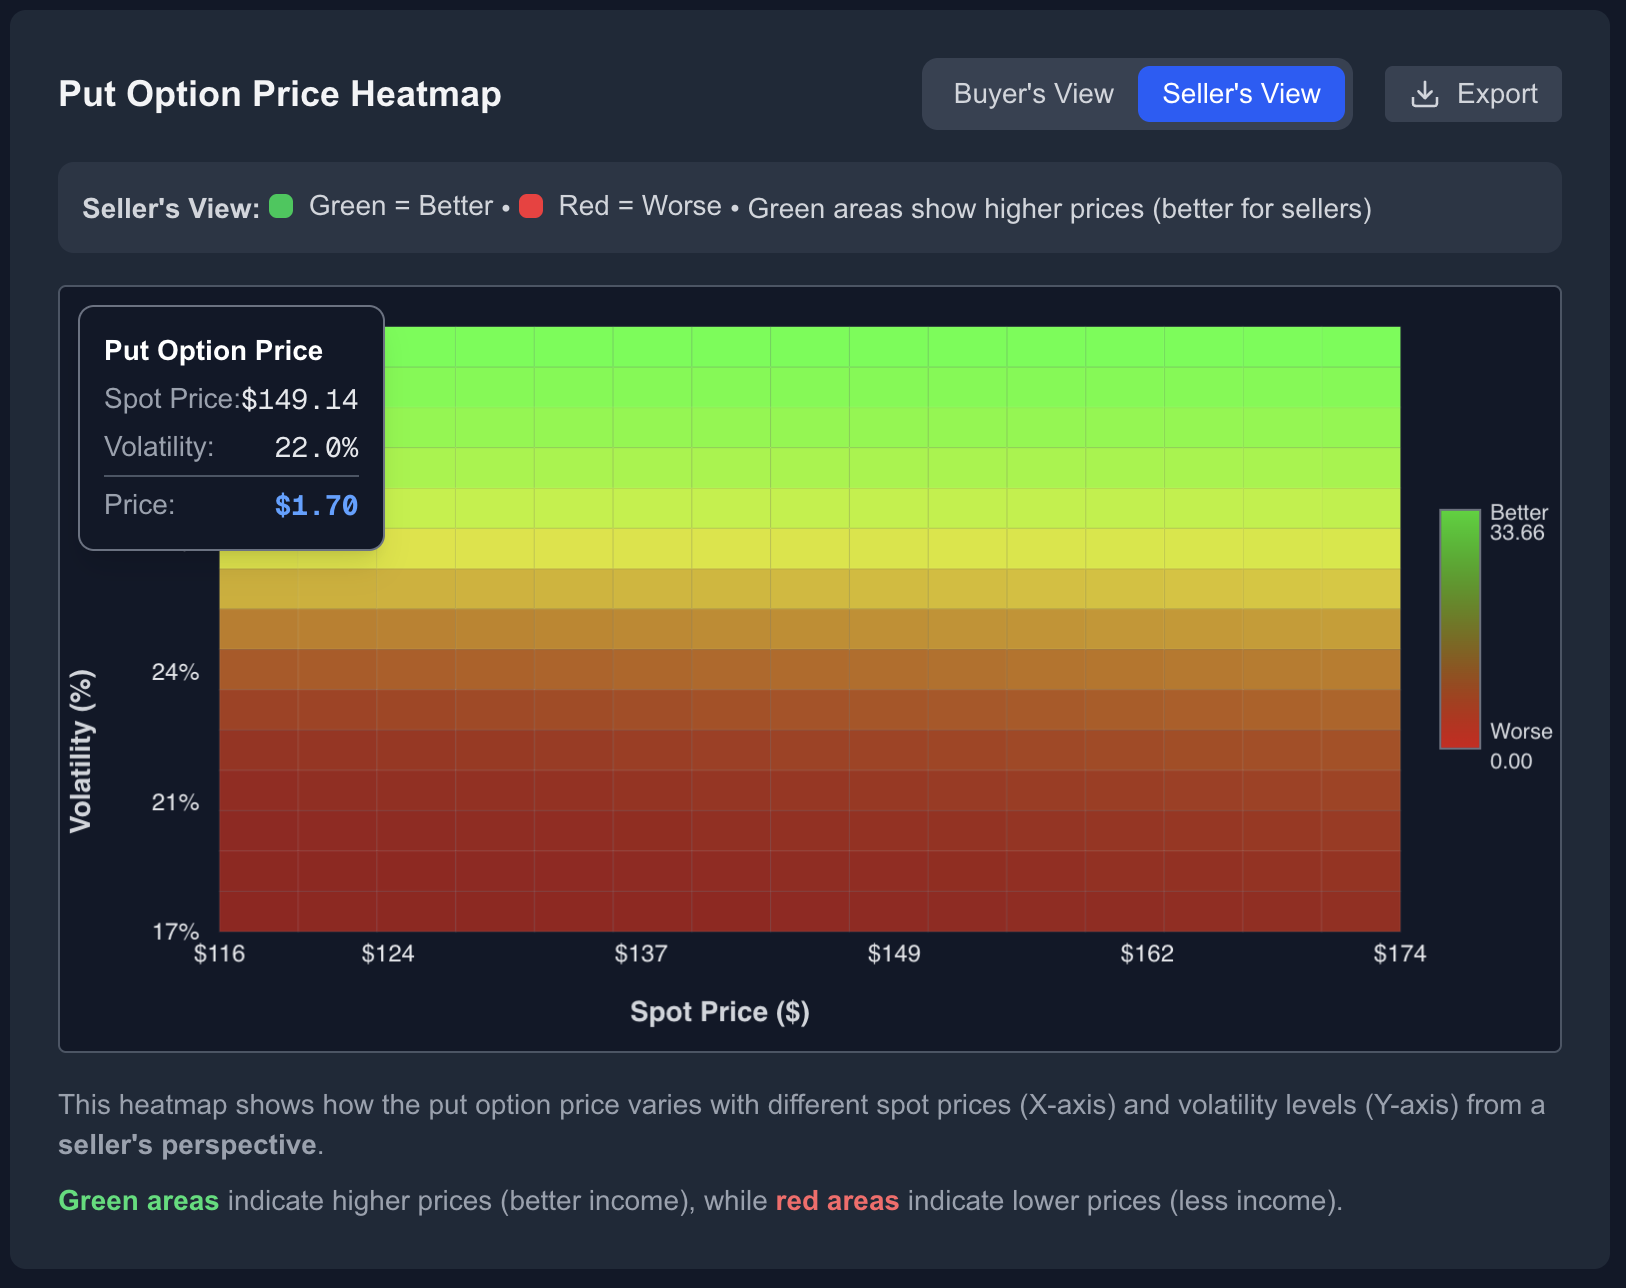 Put Option Price Heatmap
Buyer's View
Seller's View
Export
Seller's View: Green = Better • Red = Worse • Green areas show higher prices (better for sellers)
Put Option Price
Spot Price: $149.14
Volatility: 22.0%
Price: $1.70
Better
33.66
Worse
0.00
Volatility (%)
24%
21%
17%
$116 $124 $137 $149 $162 $174
Spot Price ($)
This heatmap shows how the put option price varies with different spot prices (X-axis) and volatility levels (Y-axis) from a
seller's perspective.
Green areas indicate higher prices (better income), while red areas indicate lower prices (less income).